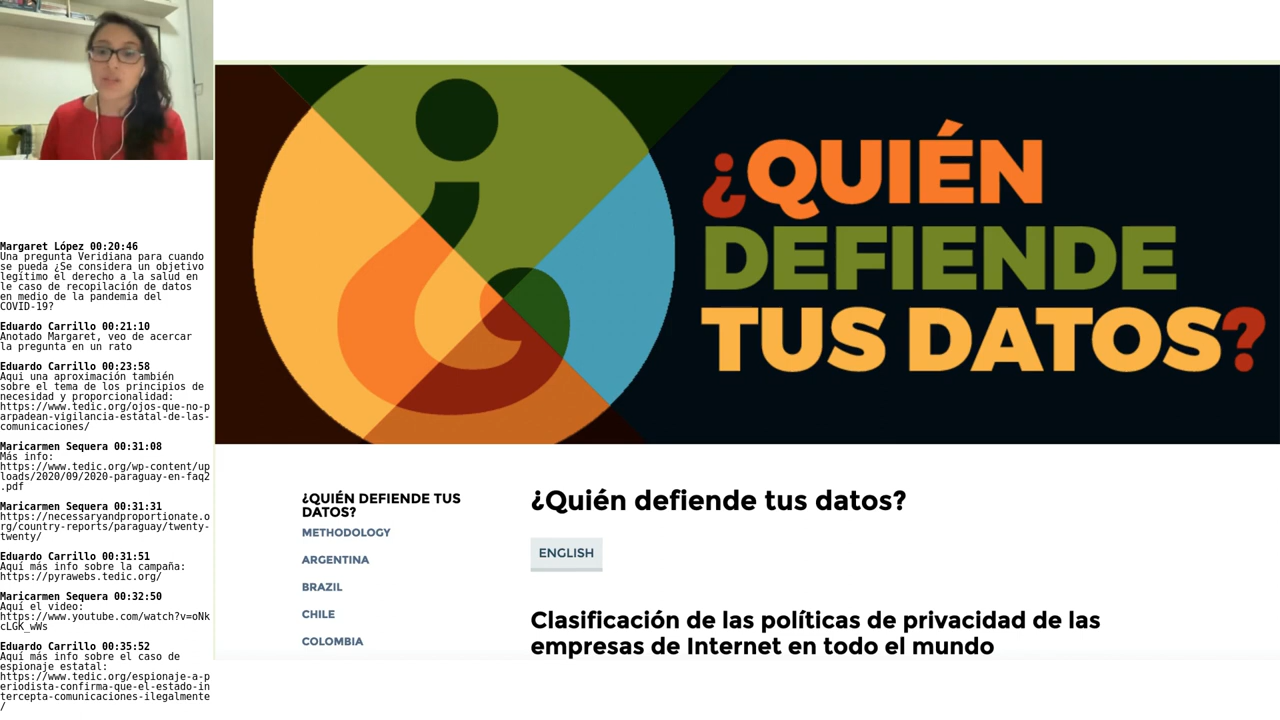 Margaret López 00:20:46
Una pregunta Veridiana para cuando
se pueda ¿Se considera un objetivo
legítimo el derecho a la salud en
le caso de recopilación de datos
en medio de la pandemia del
COVID-19?
Eduardo Carrillo 00:21:10
Anotado Margaret, veo de acercar
la pregunta en un rato
Eduardo Carrillo 00:23:58
Aqui una aproximación también
sobre el tema de los principios de
necesidad y proporcionalidad:
https://www.tedic.org/ojos-que-no-p
arpadean-vigilancia-estatal-de-las-
comunicaciones/
Maricarmen Sequera 00:31:08
Más info:
https://www.tedic.org/wp-content/up
loads/2020/09/2020-paraguay-en-faq2
.pdf
Maricarmen Sequera 00:31:31
https://necessaryandproportionate.o
rg/country-reports/paraguay/twenty-
twenty/
Eduardo Carrillo 00:31:51
Aquí más info sobre la campaña:
https://pyrawebs.tedic.org/
Maricarmen Sequera 00:32:50
Aquí el video:
https://www.youtube.com/watch?v=oNk
cLGK_wWs
Eduardo Carrillo 00:35:52
Aquí más info sobre el caso de
espionaje estatal:
https://www.tedic.org/espionaje-a-p
eriodista-confirma-que-el-estado-in
tercepta-comunicaciones-ilegalmente
/
¿QUIÉN
DEFIENDE
TUS DATOS?
¿QUIÉN DEFIENDE TUS
DATOS?
METHODOLOGY
ARGENTINA
BRAZIL
CHILE
COLOMBIA
¿Quién defiende tus datos?
ENGLISH
Clasificación de las políticas de privacidad de las
empresas de Internet en todo el mundo